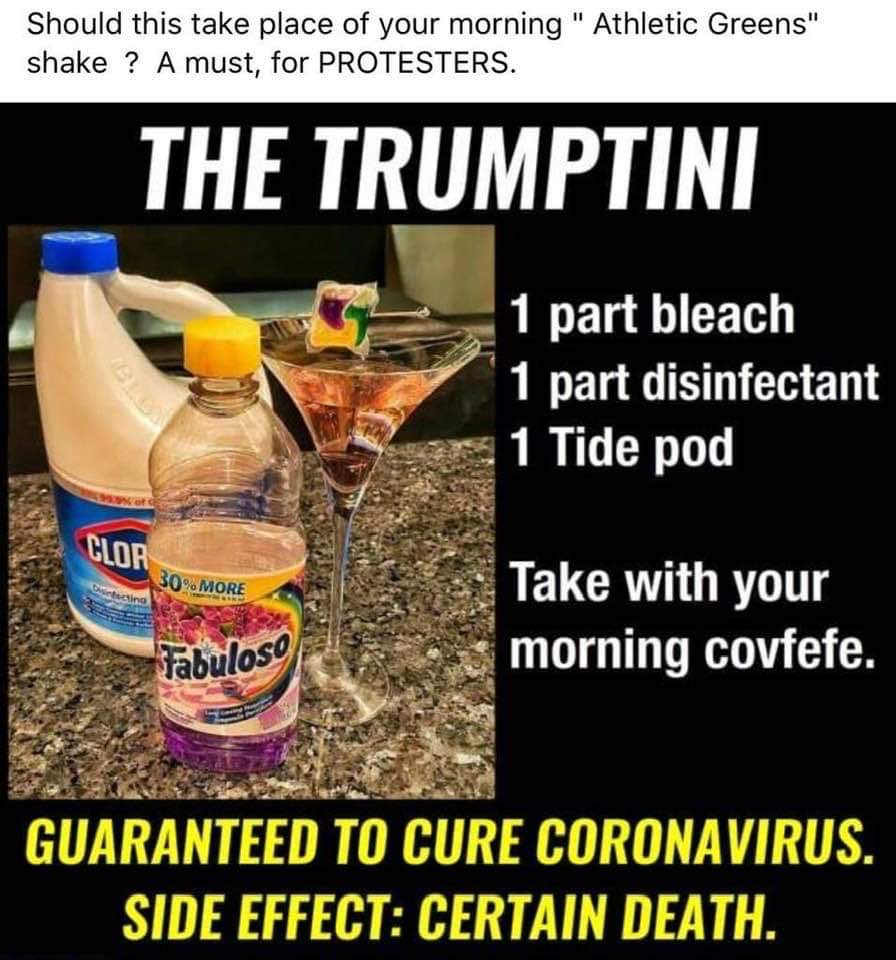 Should this take place of your morning " Athletic Greens"
shake ? A must, for PROTESTERS.
THE TRUMPTINI
1 part bleach
1 part disinfectant
1 Tide pod
Take with your
morning covfefe.
CLOR
30% MORE
Fabuloso
GUARANTEED TO CURE CORONAVIRUS.
SIDE EFFECT: CERTAIN DEATH.